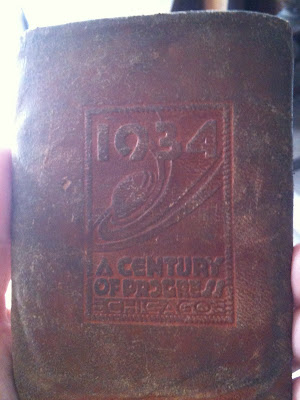 1934
A CENTURY
OF PROGRESS
CHICAGO